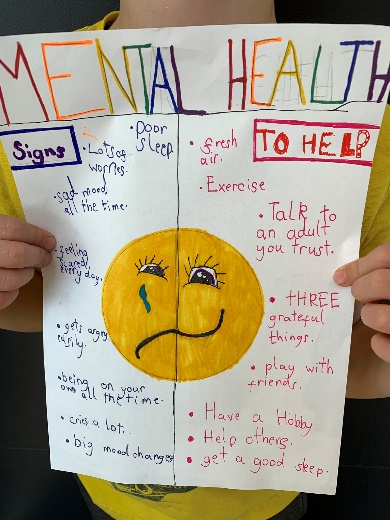 MENTAL HEALTH
Signs
• Poor
sleep
• Lots of
worries.
• sad mood
all the time.
• feeling
scared
every day.
• gets angry
easily.
• being on your
own all the time.
• cries a lot.
• big mood changes
TO HELP
• fresh
air.
• Exercise
• Talk to
an adult
you trust.
• tHREE
grateful
things.
• play with
friends.
• Have a Hobby
• Help others.
• get a good sleep.